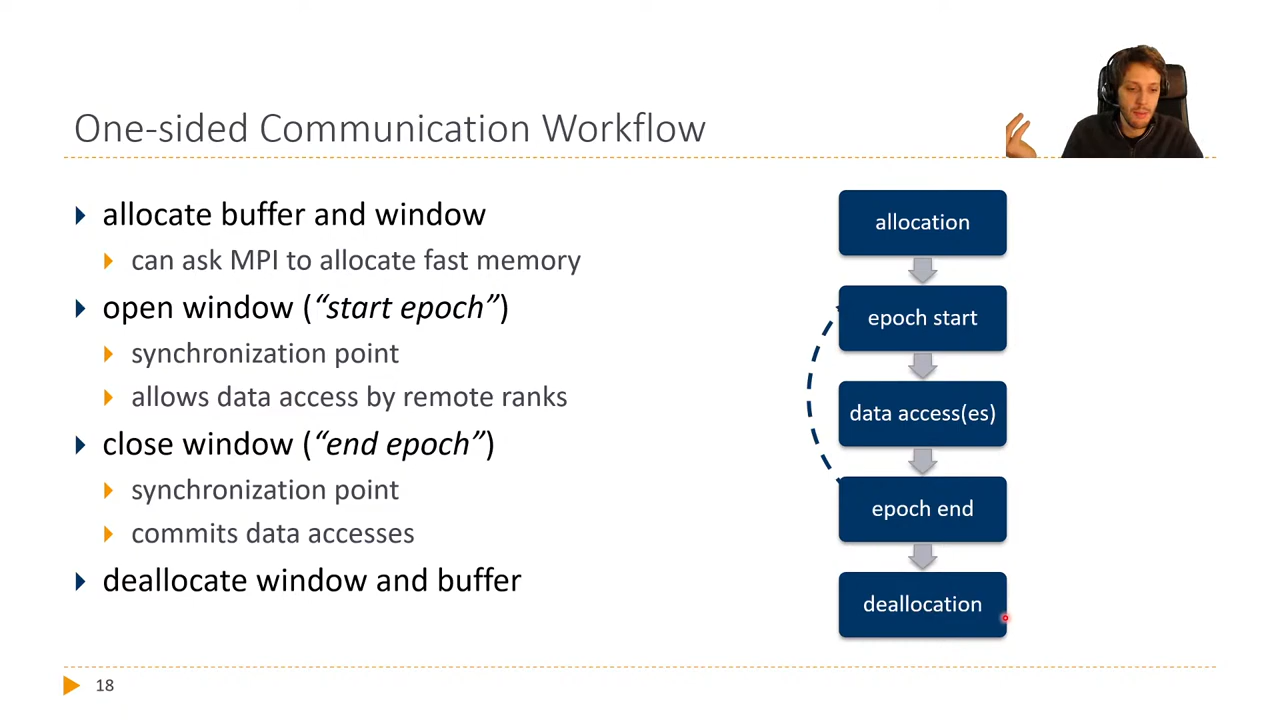 One-sided Communication Workflow
allocate buffer and window
can ask MPI to allocate fast memory
open window (“start epoch”)
synchronization point
allows data access by remote ranks
close window (“end epoch”)
synchronization point
commits data accesses
deallocate window and buffer
allocation
epoch start
data access(es)
epoch end
deallocation
18